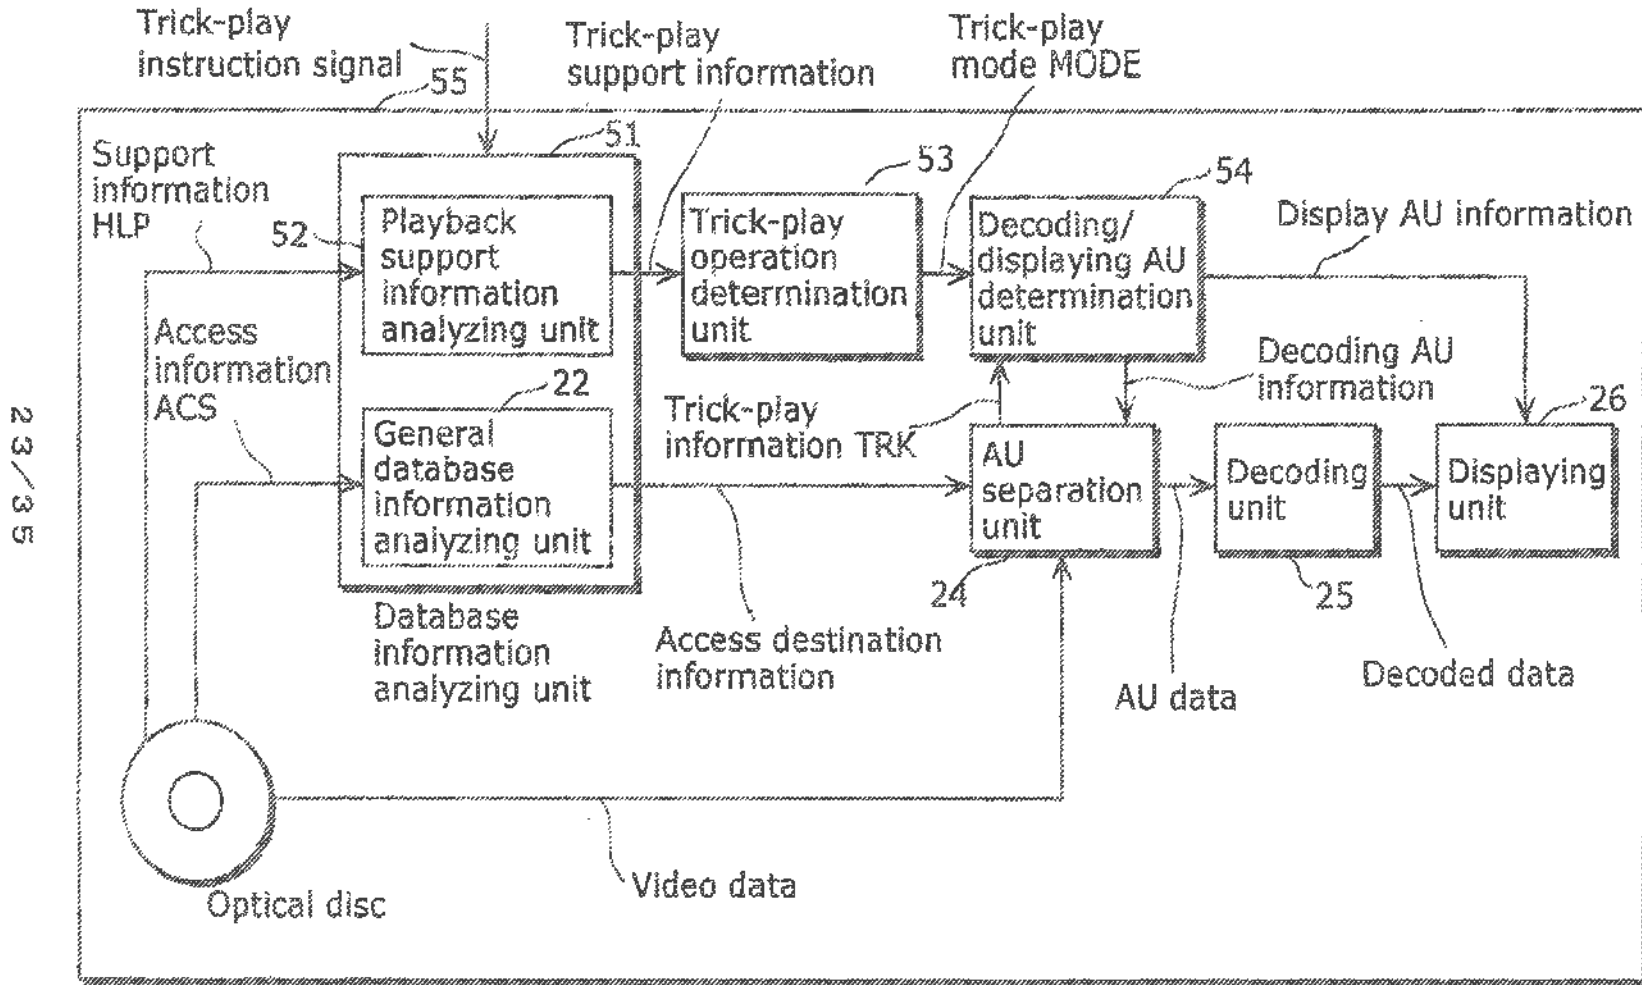 Trick-play
instruction signal
55
Trick-play
support information
Trick-play
mode MODE
Support
information
HLP
51
52
Playback
support
information
analyzing unit
53
Trick-play
operation
determination
unit
54
Decoding/
displaying AU
determination
unit
Display AU information
Access
information
ACS
22
General
database
information
analyzing unit
Trick-play
information TRK
Decoding AU
information
AU
separation
unit
24
Decoding
unit
25
26
Displaying
unit
Database
information
analyzing unit
Access destination
information
AU data
Decoded data
Video data
Optical disc
23/35